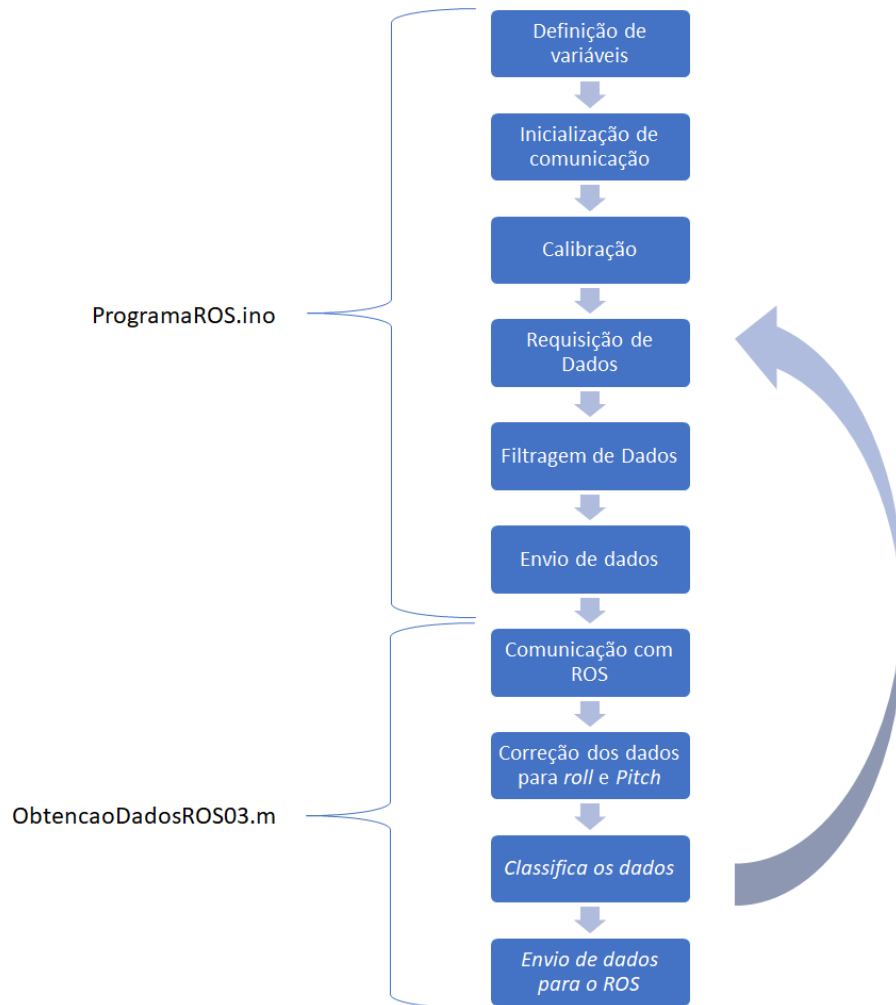 Definição de
variáveis
Inicialização de
comunicação
Calibração
ProgramaROS.ino
Requisição de
Dados
Filtragem de Dados
Envio de dados
Comunicação com
ROS
Correção dos dados
para roll e Pitch
ObtencaoDadosROS03.m
Classifica os dados
Envio de dados
para o ROS